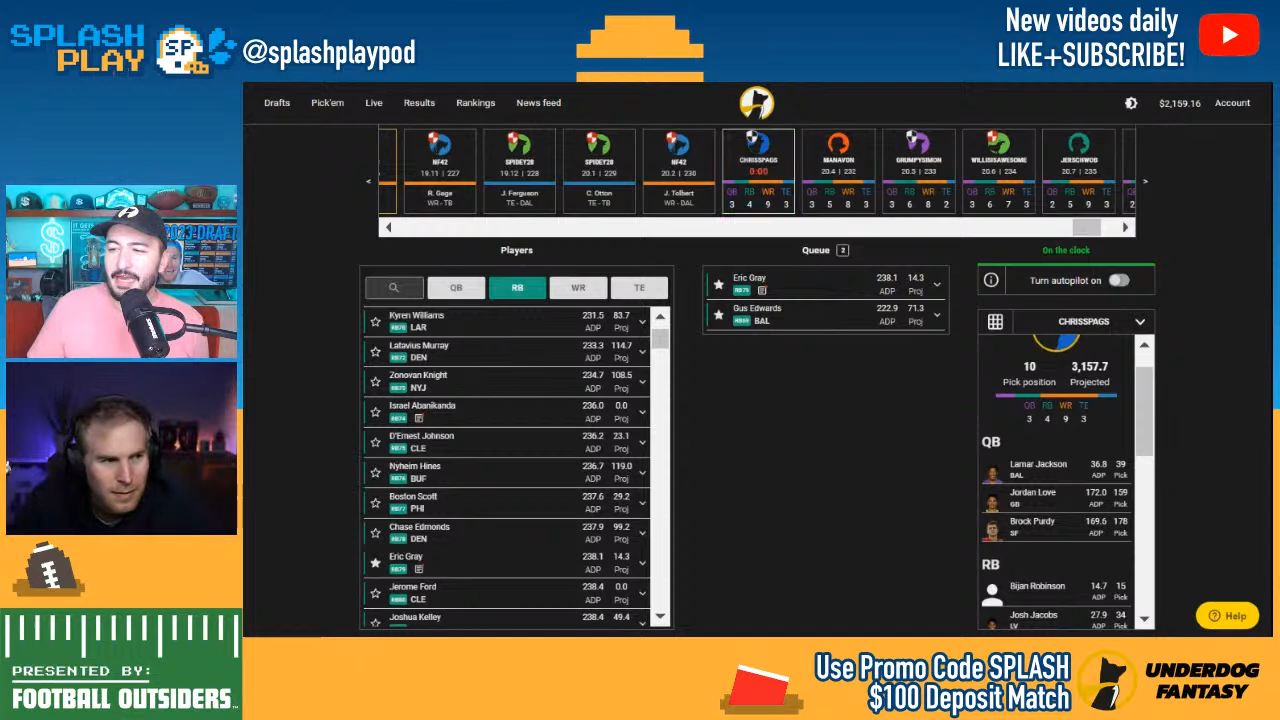 SPLASH
PLAY
SP
@splashplaypod
New videos daily
LIKE+SUBSCRIBE!
Drafts
Pick'em
Live
Results
Rankings
News feed
$2,159.16
Account
NF42
19.11 | 227
R. Gage
WR - TB
SPIDEY28
19.12 | 228
J. Ferguson
TE - DAL
SPIDEY28
20.1 | 229
C. Otton
TE - TB
NF42
20.2 | 230
J. Tolbert
WR - DAL
CHRISSPAGS
0:00
QB RB WR TE
3 4 9 3
MANAVON
20.4 | 232
QB RB WR TE
3 5 8 3
GRUMPYSIMON
20.5 | 233
QB RB WR TE
3 6 8 2
WILLISISAWESOME
20.6 | 234
QB RB WR TE
3 6 7 3
JERSCHWOB
20.7 | 235
QB RB WR TE
2 5 9 3
Players
Queue 2
On the clock
QB
RB
WR
TE
Kyren Williams 231.5 83.7
RB70 LAR ADP Proj
Latavius Murray 233.3 114.7
RB72 DEN ADP Proj
Zonovan Knight 234.7 108.5
NYJ ADP Proj
Israel Abanikanda 236.0 0.0
RB74 ADP Proj
D'Ernest Johnson 236.2 23.1
RB75 CLE ADP Proj
Nyheim Hines 236.7 119.0
RB76 BUF ADP Proj
Boston Scott 237.6 29.2
RB77 PHI ADP Proj
Chase Edmonds 237.9 99.2
RB78 DEN ADP Proj
Eric Gray 238.1 14.3
RB79 ADP Proj
Jerome Ford 238.4 0.0
RB80 CLE ADP Proj
Joshua Kelley 238.4 49.4
Eric Gray 238.1 14.3
RB79 ADP Proj
Gus Edwards 222.9 71.3
BAL ADP Proj
Turn autopilot on
CHRISSPAGS
10 3,157.7
Pick position Projected
QB RB WR TE
3 4 9 3
QB
Lamar Jackson 36.8 39
BAL ADP Pick
Jordan Love 172.0 159
GB ADP Pick
Brock Purdy 169.6 178
SF ADP Pick
RB
Bijan Robinson 14.7 15
ADP Pick
Josh Jacobs 27.9 34
LV ADP Pick
Help
PRESENTED BY:
FOOTBALL OUTSIDERS
Use Promo Code SPLASH
$100 Deposit Match
UNDERDOG
FANTASY